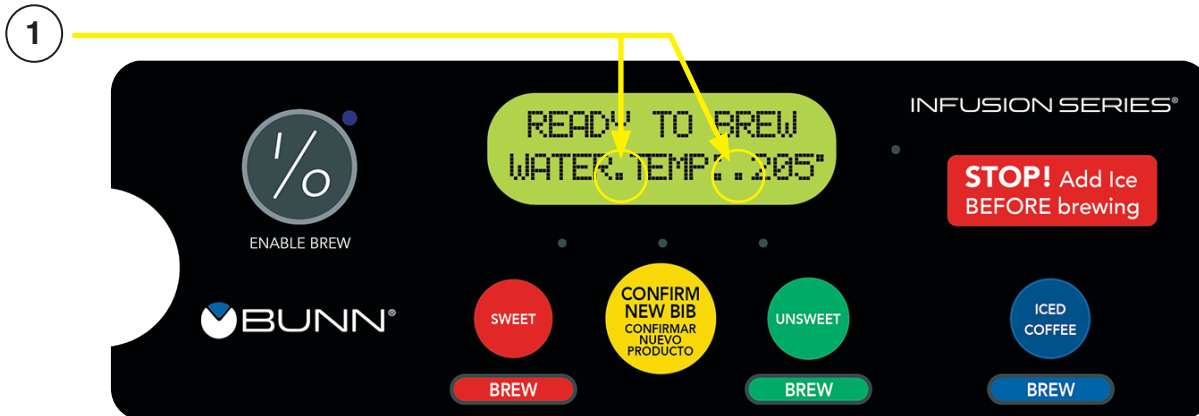 1
READY TO BREW
WATER.TEMP:..205°
INFUSION SERIES®
STOP! Add Ice
BEFORE brewing
I/O
ENABLE BREW
BUNN®
SWEET
CONFIRM
NEW BIB
CONFIRMAR
NUEVO
PRODUCTO
UNSWEET
ICED
COFFEE
BREW
BREW
BREW